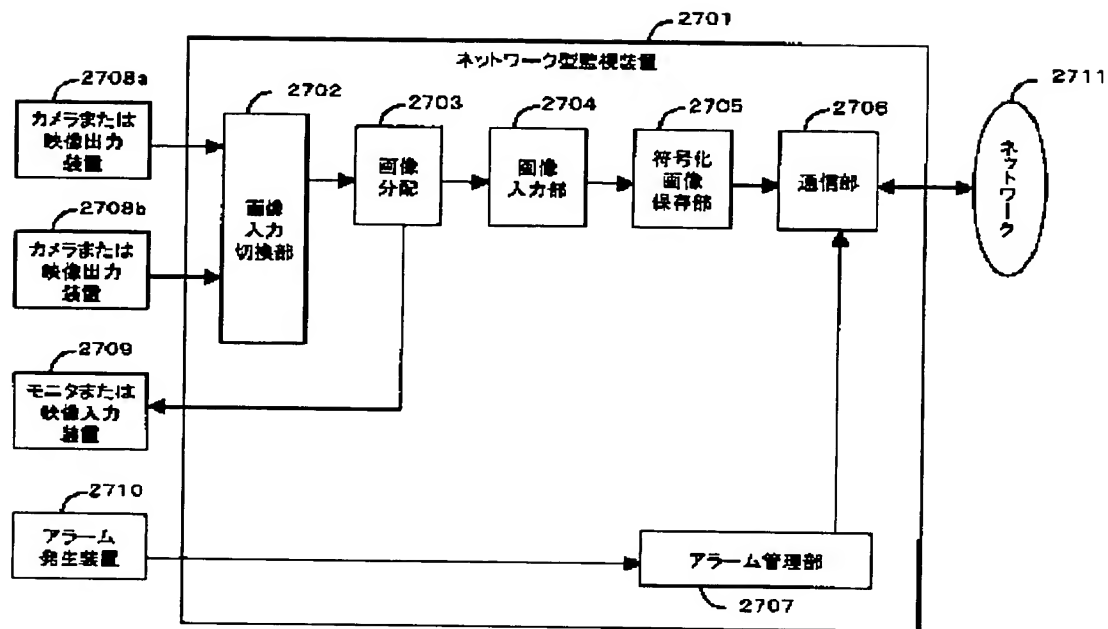 2701
ネットワーク型監視装置
2708a
カメラまたは
映像出力
装置
2702
画像
入力
切換部
2703
画像
分配
2704
画像
入力部
2705
符号化
画像
保存部
2706
通信部
2711
ネットワーク
2708b
カメラまたは
映像出力
装置
2709
モニタまたは
映像入力
装置
2710
アラーム
発生装置
アラーム管理部
2707